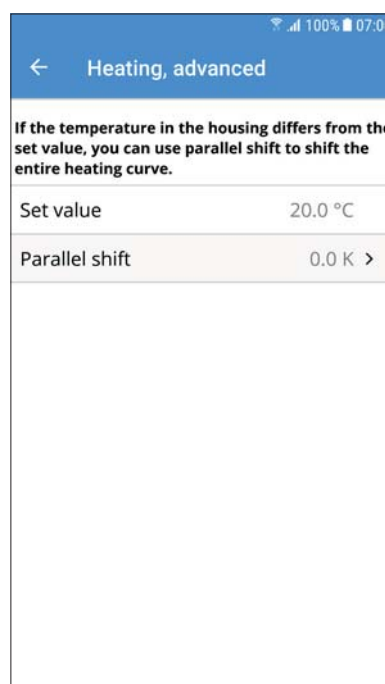 100% 07:0
Heating, advanced
If the temperature in the housing differs from the
set value, you can use parallel shift to shift the
entire heating curve.
Set value 20.0 °C
Parallel shift 0.0 K >